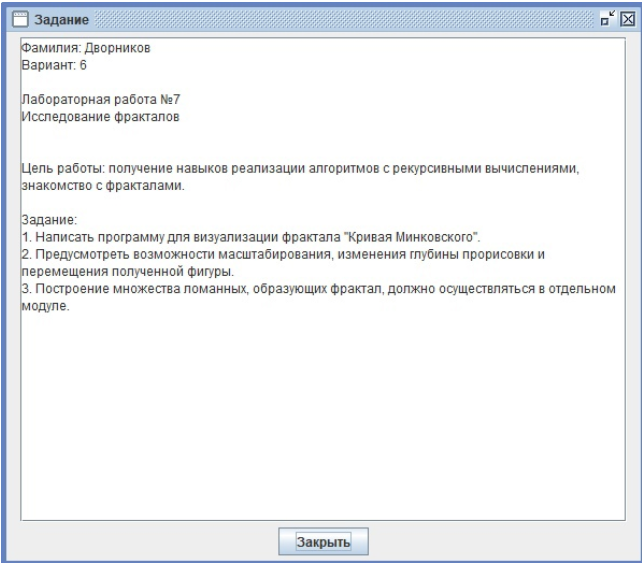 Задание
Фамилия: Дворников
Вариант: 6
Лабораторная работа №7
Исследование фракталов
Цель работы: получение навыков реализации алгоритмов с рекурсивными вычислениями,
знакомство с фракталами.
Задание:
1. Написать программу для визуализации фрактала "Кривая Минковского".
2. Предусмотреть возможности масштабирования, изменения глубины прорисовки и
перемещения полученной фигуры.
3. Построение множества ломанных, образующих фрактал, должно осуществляться в отдельном
модуле.
Закрыть